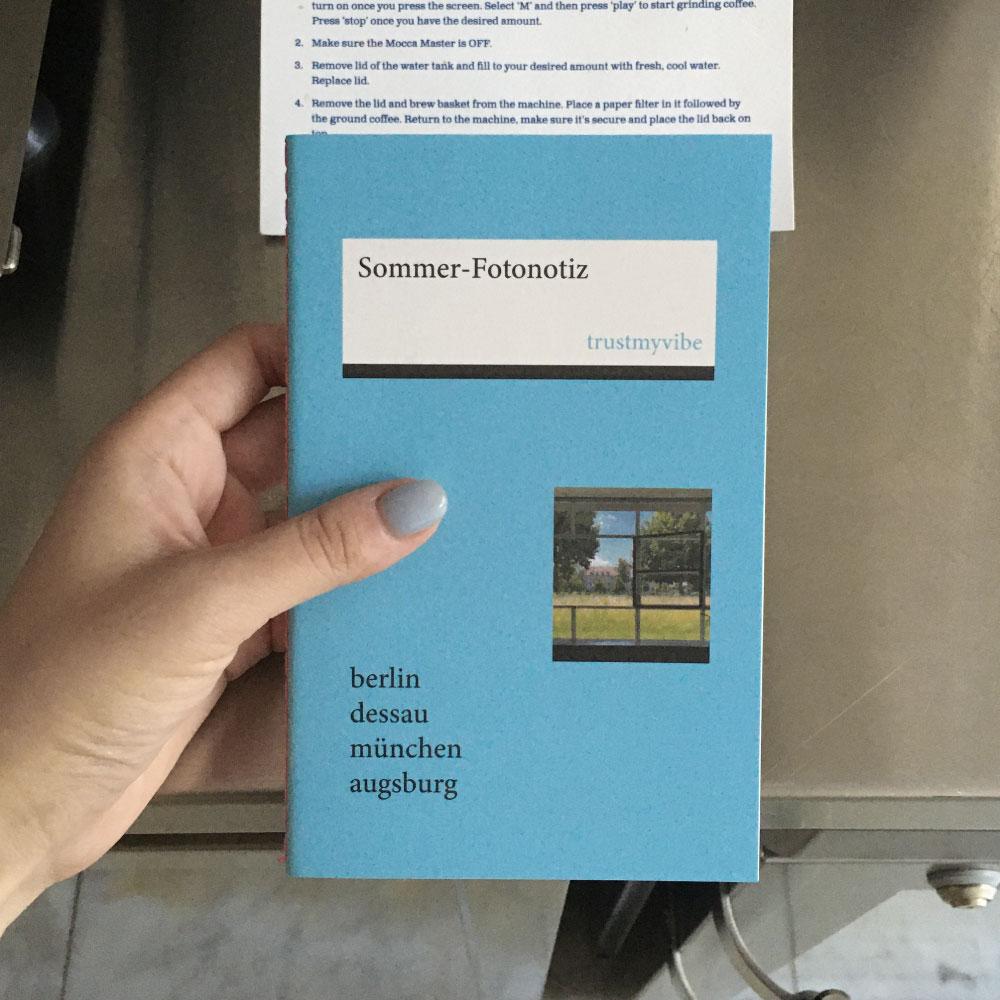 turn on once you press the screen. Select 'M' and then press 'play' to start grinding coffee.
Press 'stop' once you have the desired amount.
2. Make sure the Mocca Master is OFF.
3. Remove lid of the water tank and fill to your desired amount with fresh, cool water.
Replace lid.
4. Remove the lid and brew basket from the machine. Place a paper filter in it followed by
the ground coffee. Return to the machine, make sure it's secure and place the lid back on
top.
Sommer-Fotonotiz
trustmyvibe
berlin
dessau
münchen
augsburg